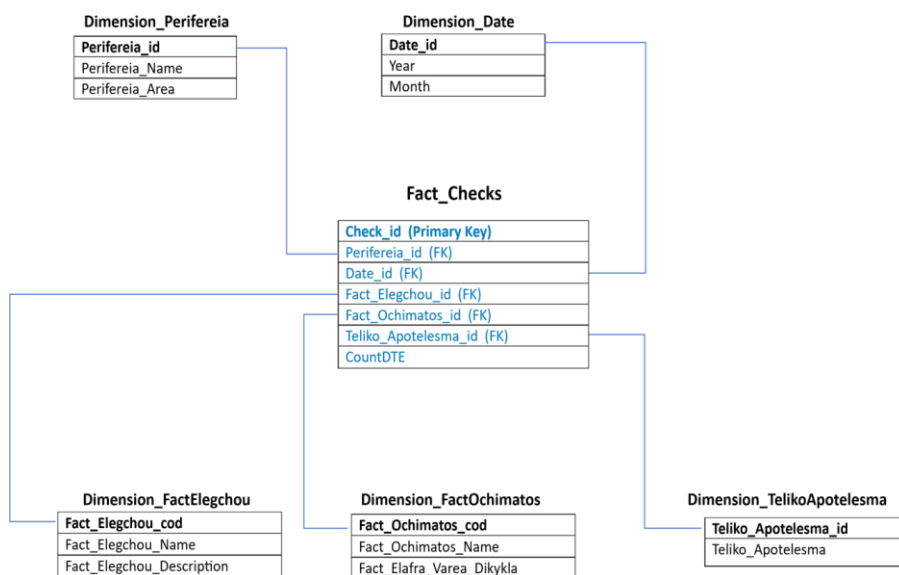 Dimension_Perifereia
Perifereia_id
Perifereia_Name
Perifereia_Area
Dimension_Date
Date_id
Year
Month
Fact_Checks
Check_id (Primary Key)
Perifereia_id (FK)
Date_id (FK)
Fact_Elegchou_id (FK)
Fact_Ochimatos_id (FK)
Teliko_Apotelesma_id (FK)
CountDTE
Dimension_FactElegchou
Fact_Elegchou_cod
Fact_Elegchou_Name
Fact_Elegchou_Description
Dimension_FactOchimatos
Fact_Ochimatos_cod
Fact_Ochimatos_Name
Fact_Elafra_Varea_Dikykla
Dimension_TelikoApotelesma
Teliko_Apotelesma_id
Teliko_Apotelesma